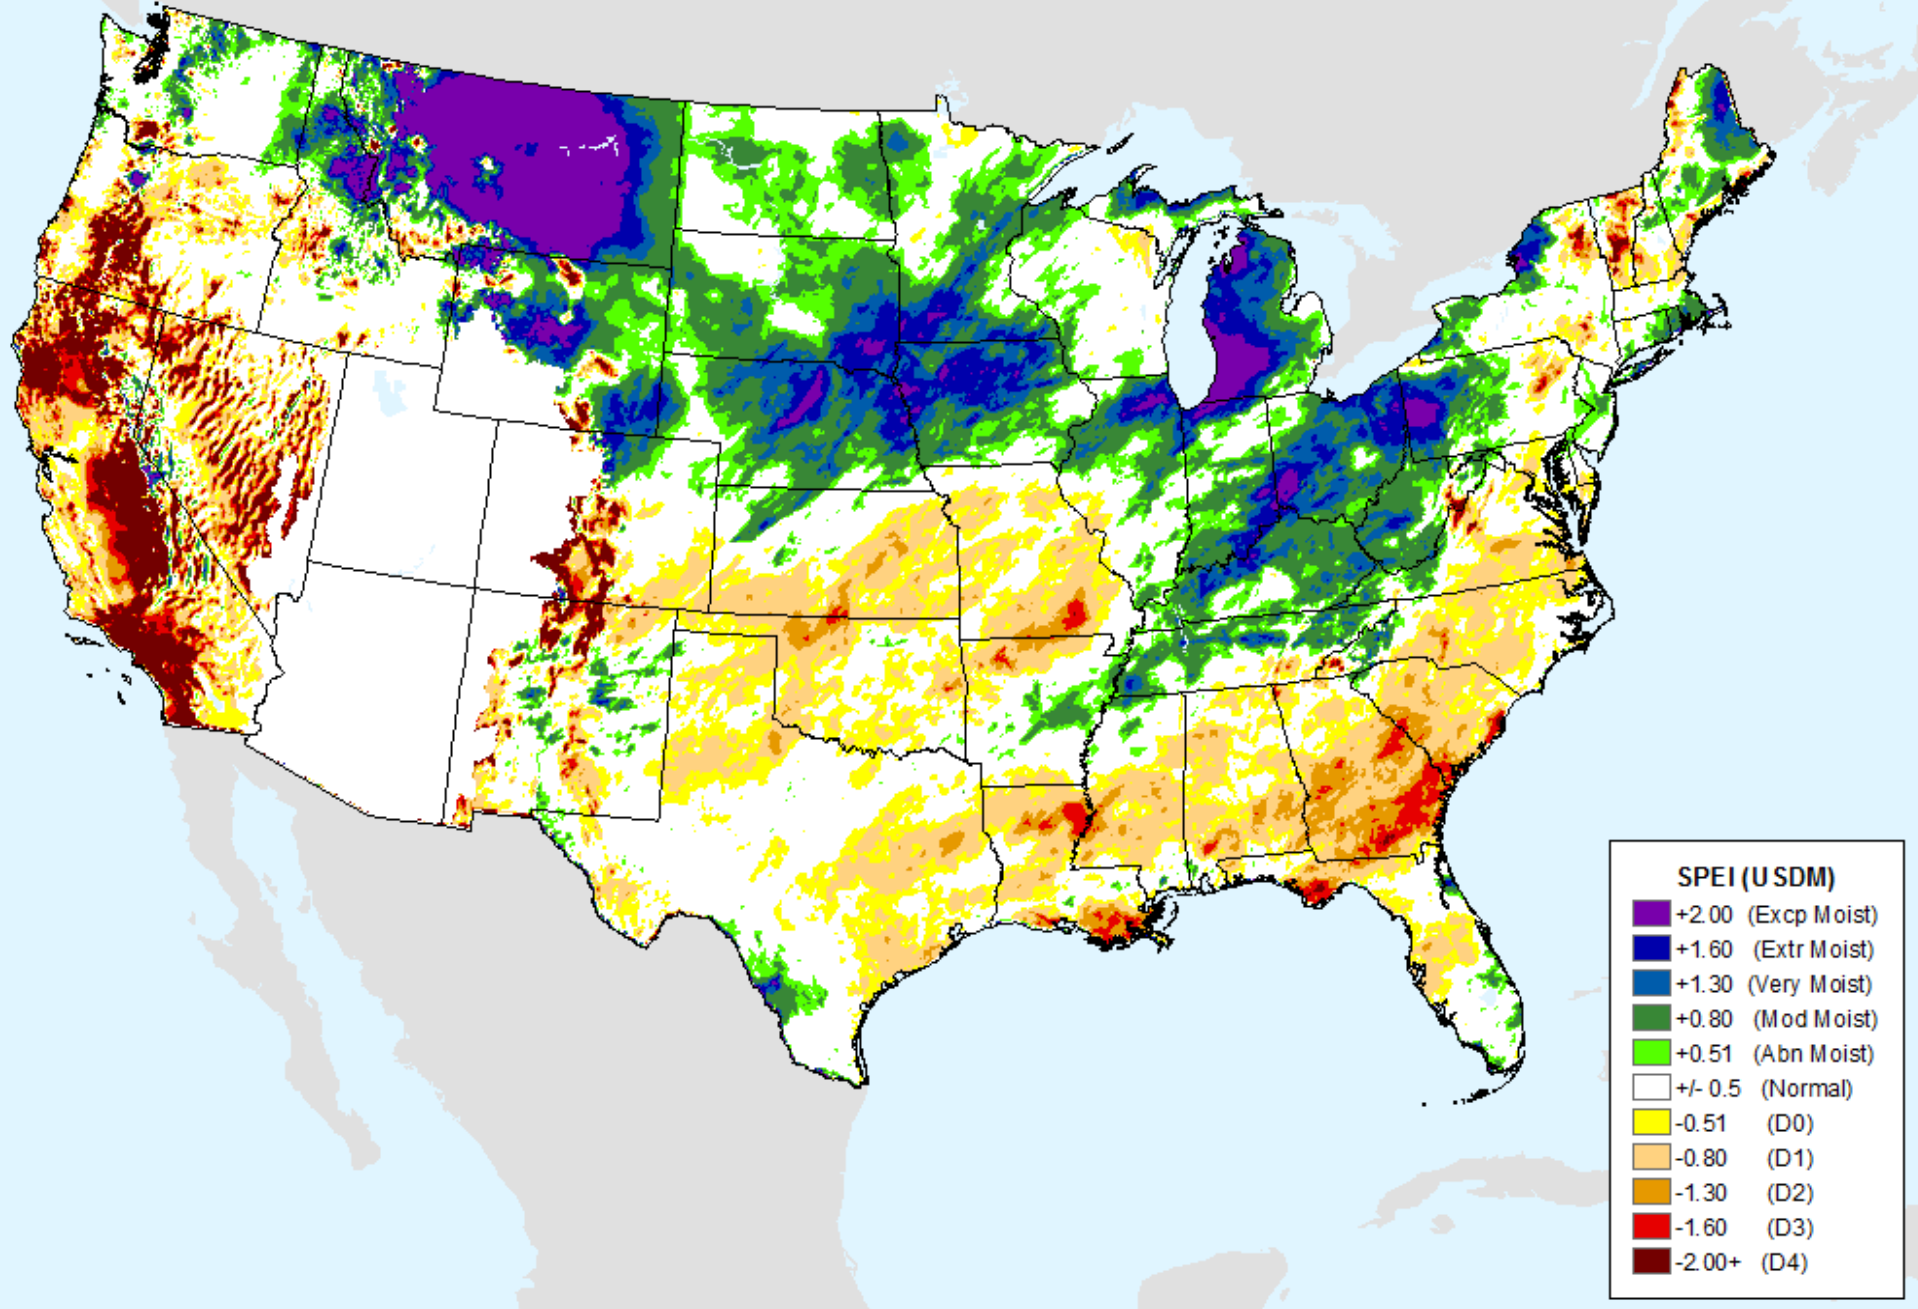 SPEI (USDM)
+2.00 (Excp Moist)
+1.60 (Extr Moist)
+1.30 (Very Moist)
+0.80 (Mod Moist)
+0.51 (Abn Moist)
+/- 0.5 (Normal)
-0.51 (D0)
-0.80 (D1)
-1.30 (D2)
-1.60 (D3)
-2.00+ (D4)